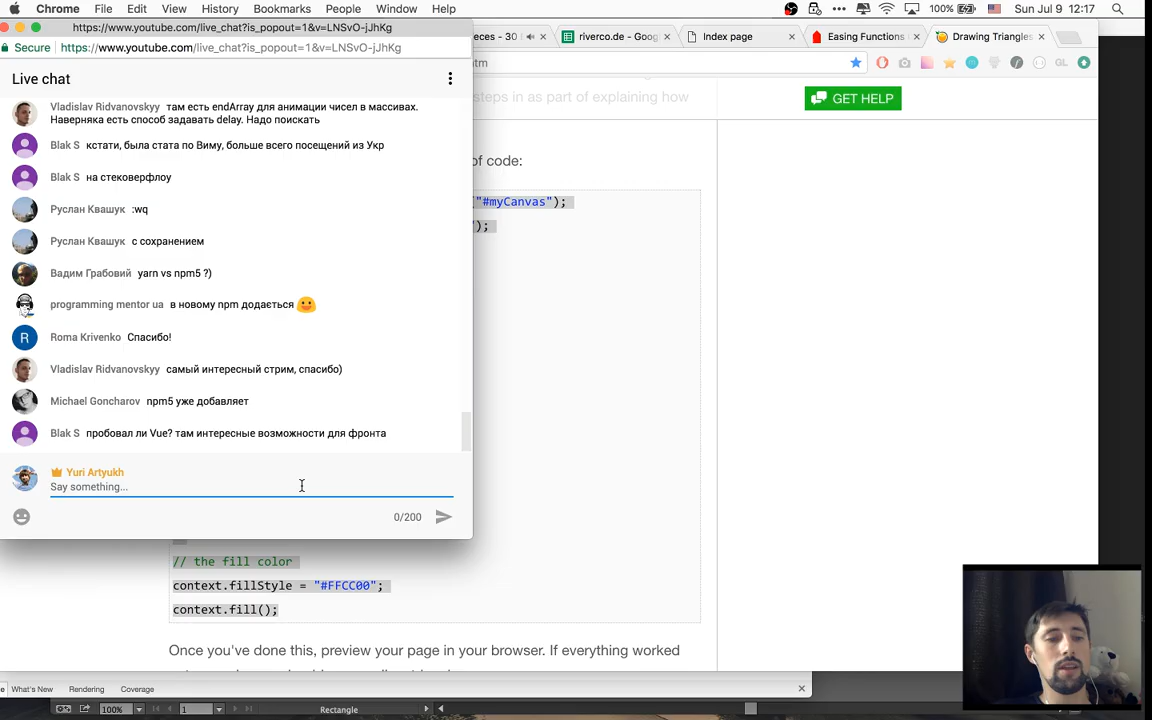 Chrome File Edit View History Bookmarks People Window Help 100% Sun Jul 9 12:17
https://www.youtube.com/live_chat?is_popout=1&v=LNSvO-jJhKg
Secure https://www.youtube.com/live_chat?is_popout=1&v=LNSvO-jJhKg
eces - 30 riverco.de - Goog Index page Easing Functions Drawing Triangles
tm
GL
Live chat
steps in as part of explaining how
GET HELP
Vladislav Ridvanovskyy там есть endArray для анимации чисел в массивах.
Наверняка есть способ задавать delay. Надо поискать
Blak S кстати, была стата по Виму, больше всего посещений из Укр
of code:
Blak S на стековерфлоу
("#myCanvas");
Руслан Квашук :wq
");
Руслан Квашук с сохранением
Вадим Грабовий yarn vs npm5 ?)
programming mentor ua в новому npm додається
Roma Krivenko Спасибо!
Vladislav Ridvanovskyy самый интересный стрим, спасибо)
Michael Goncharov npm5 уже добавляет
Blak S пробовал ли Vue? там интересные возможности для фронта
Yuri Artyukh
Say something...
0/200
// the fill color
context.fillStyle = "#FFCC00";
context.fill();
Once you've done this, preview your page in your browser. If everything worked
What's New Rendering Coverage
100% 1 Rectangle